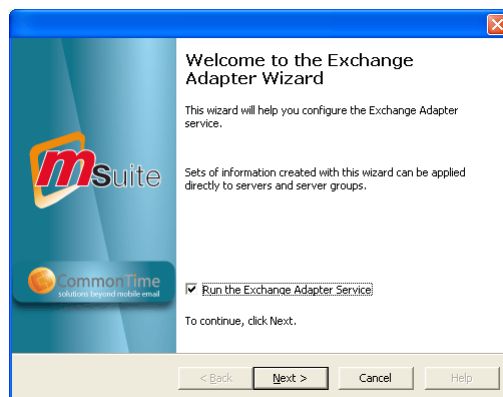 Welcome to the Exchange
Adapter Wizard
This wizard will help you configure the Exchange Adapter
service.
Sets of information created with this wizard can be applied
directly to servers and server groups.
mSuite
CommonTime
solutions beyond mobile email
Run the Exchange Adapter Service
To continue, click Next.
< Back
Next >
Cancel
Help